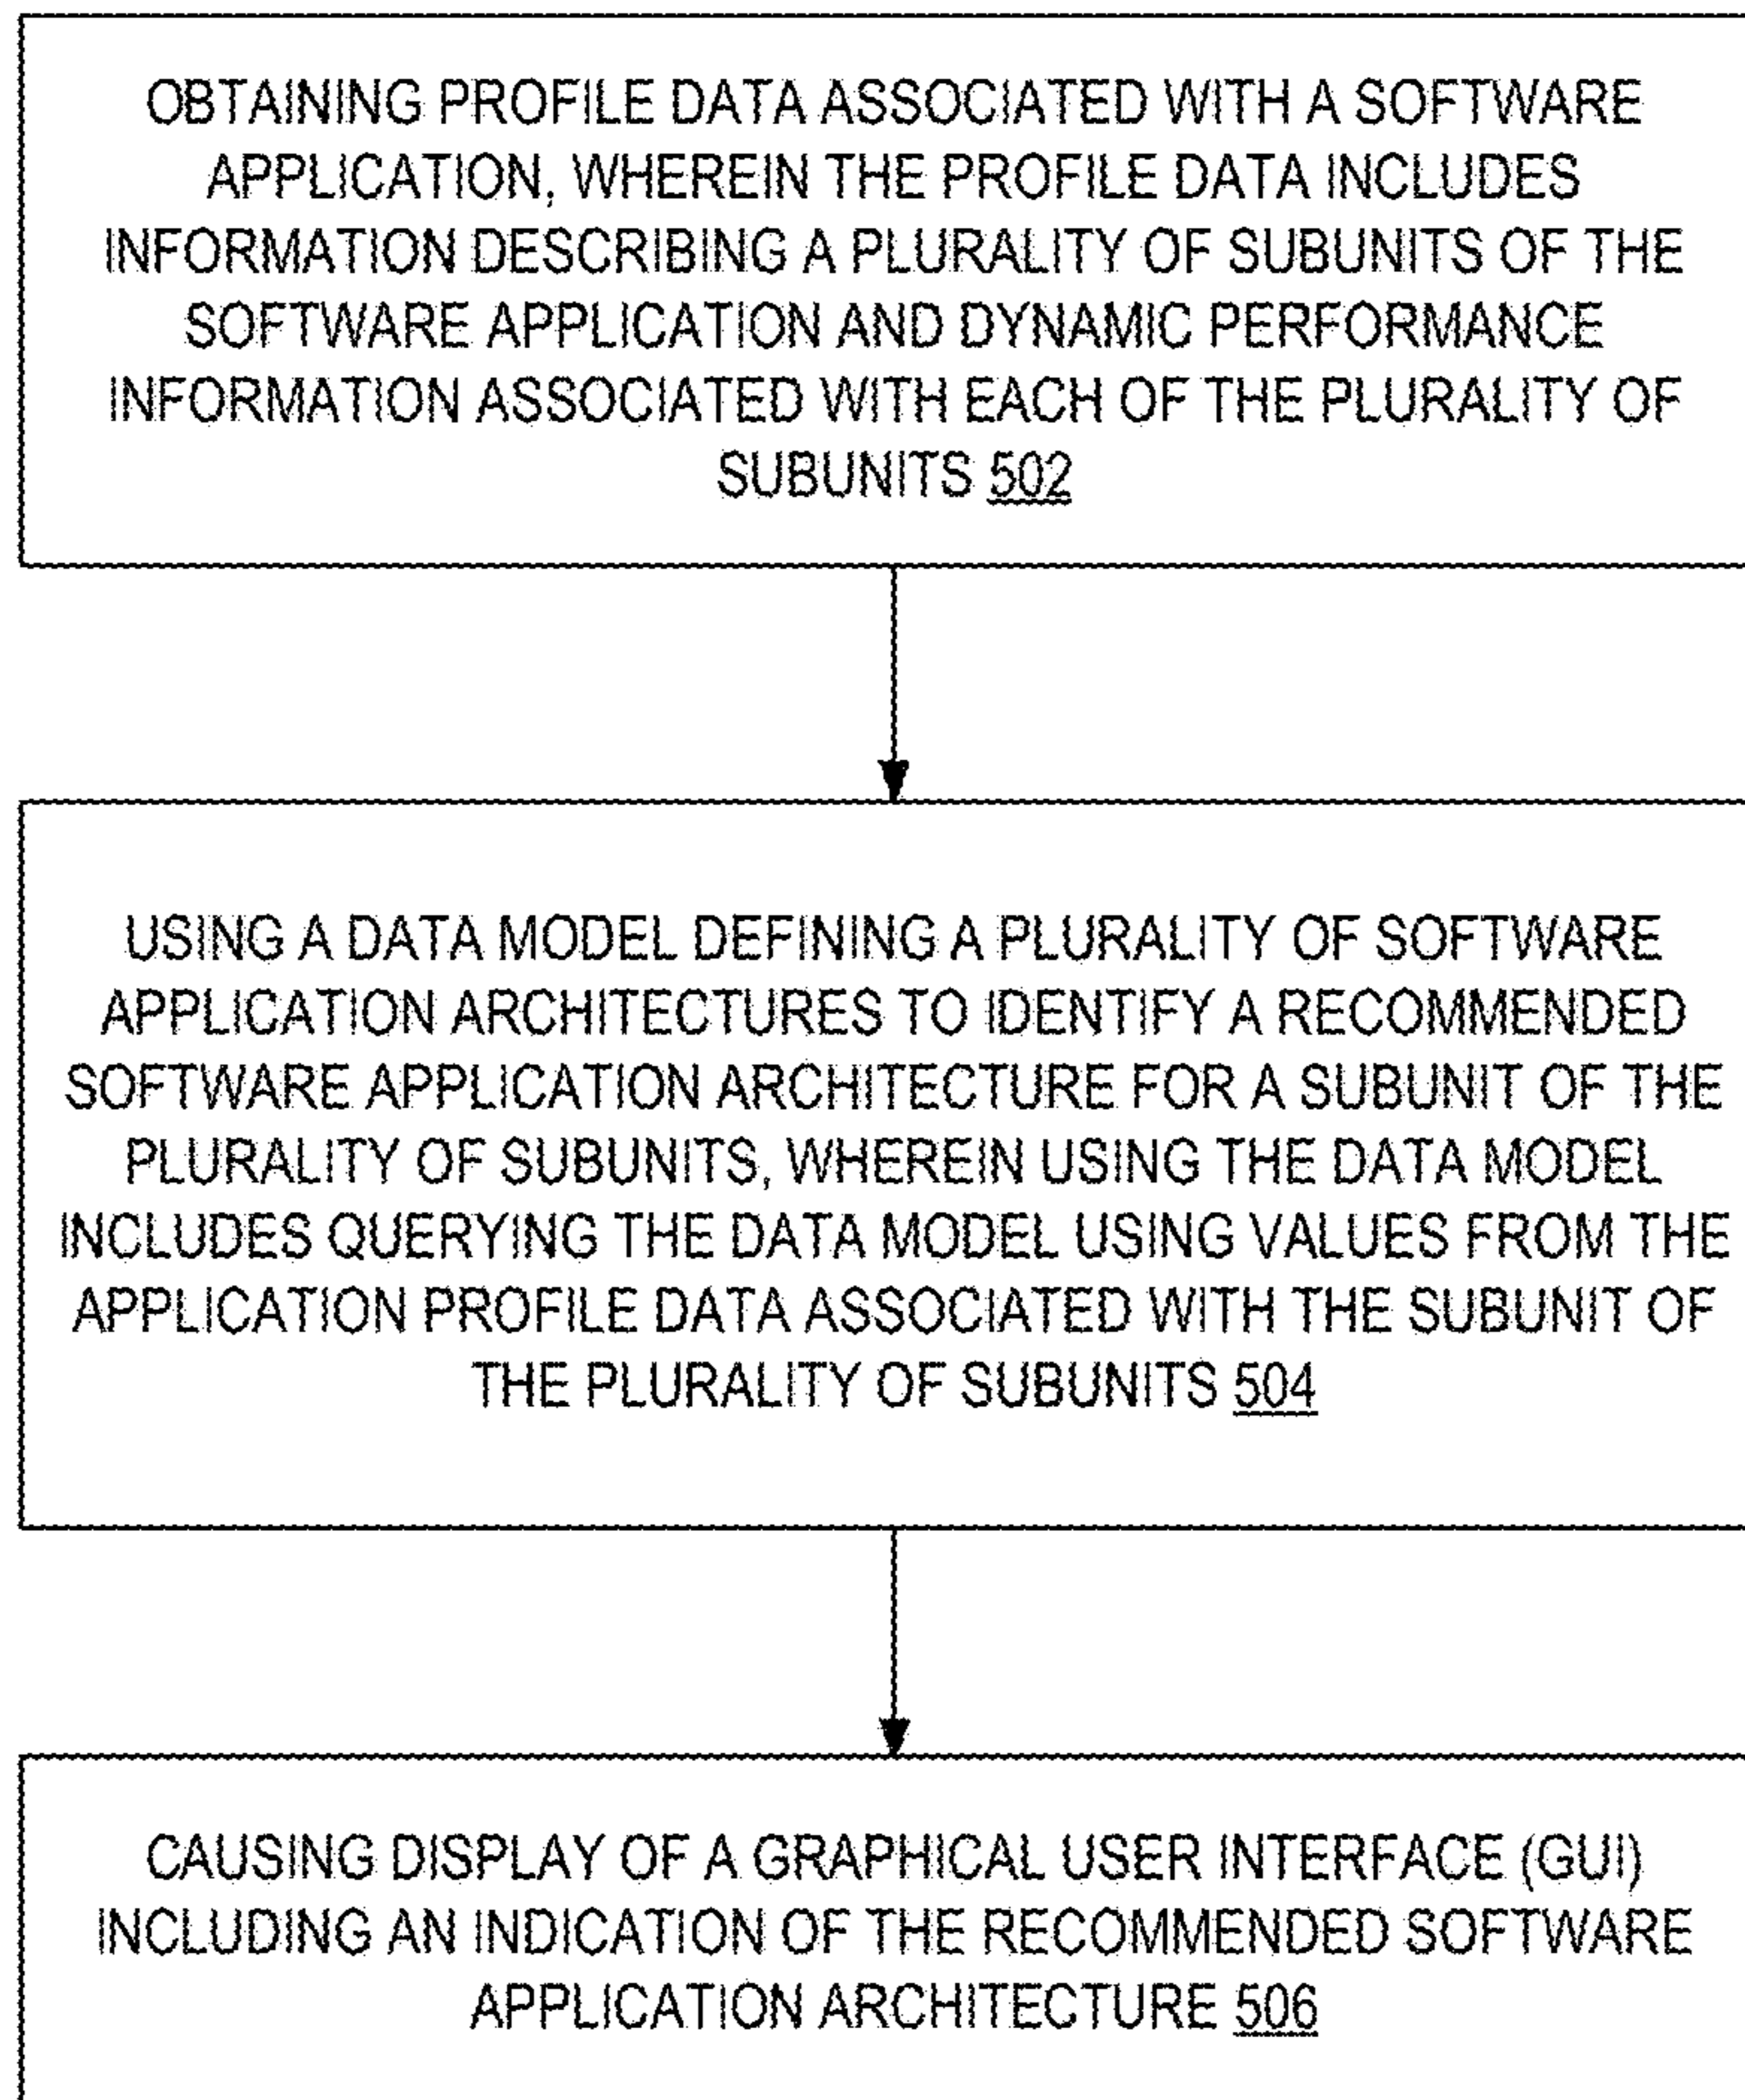 OBTAINING PROFILE DATA ASSOCIATED WITH A SOFTWARE
APPLICATION, WHEREIN THE PROFILE DATA INCLUDES
INFORMATION DESCRIBING A PLURALITY OF SUBUNITS OF THE
SOFTWARE APPLICATION AND DYNAMIC PERFORMANCE
INFORMATION ASSOCIATED WITH EACH OF THE PLURALITY OF
SUBUNITS 502
USING A DATA MODEL DEFINING A PLURALITY OF SOFTWARE
APPLICATION ARCHITECTURES TO IDENTIFY A RECOMMENDED
SOFTWARE APPLICATION ARCHITECTURE FOR A SUBUNIT OF THE
PLURALITY OF SUBUNITS, WHEREIN USING THE DATA MODEL
INCLUDES QUERYING THE DATA MODEL USING VALUES FROM THE
APPLICATION PROFILE DATA ASSOCIATED WITH THE SUBUNIT OF
THE PLURALITY OF SUBUNITS 504
CAUSING DISPLAY OF A GRAPHICAL USER INTERFACE (GUI)
INCLUDING AN INDICATION OF THE RECOMMENDED SOFTWARE
APPLICATION ARCHITECTURE 506